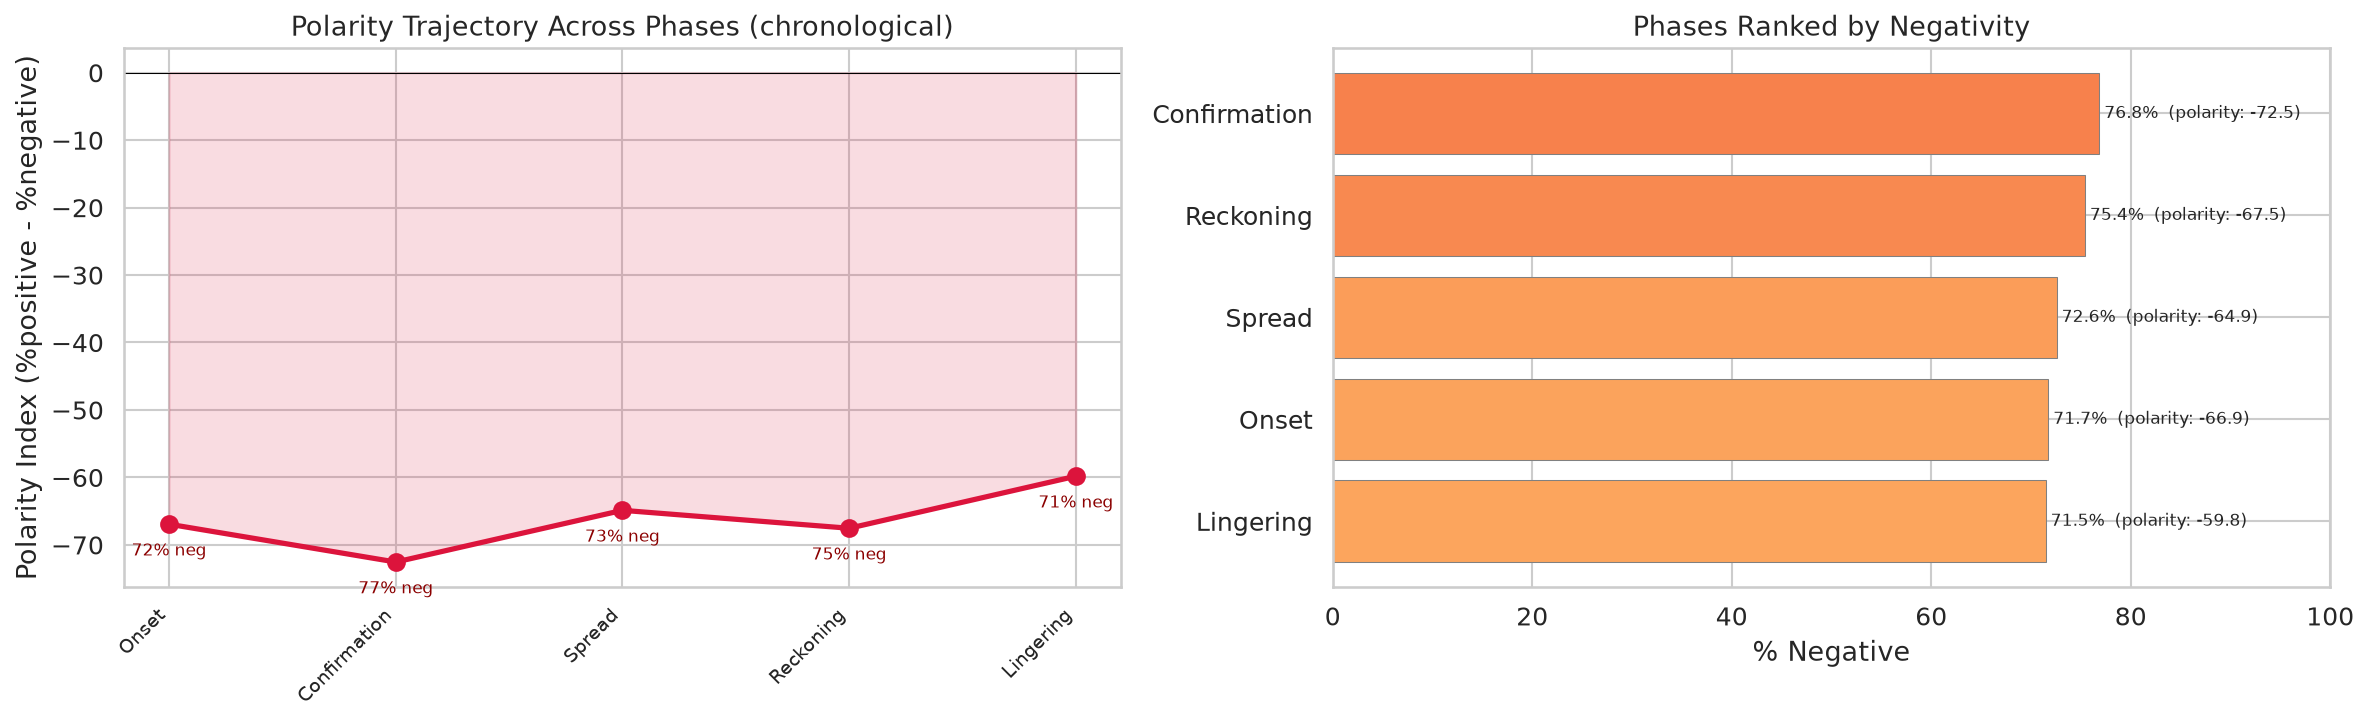 Polarity Trajectory Across Phases (chronological)
Polarity Index (%positive - %negative)
0
−10
−20
−30
−40
−50
−60
−70
72% neg
77% neg
73% neg
75% neg
71% neg
Onset
Confirmation
Spread
Reckoning
Lingering
Phases Ranked by Negativity
Confirmation
76.8%  (polarity: -72.5)
Reckoning
75.4%  (polarity: -67.5)
Spread
72.6%  (polarity: -64.9)
Onset
71.7%  (polarity: -66.9)
Lingering
71.5%  (polarity: -59.8)
0
20
40
60
80
100
% Negative